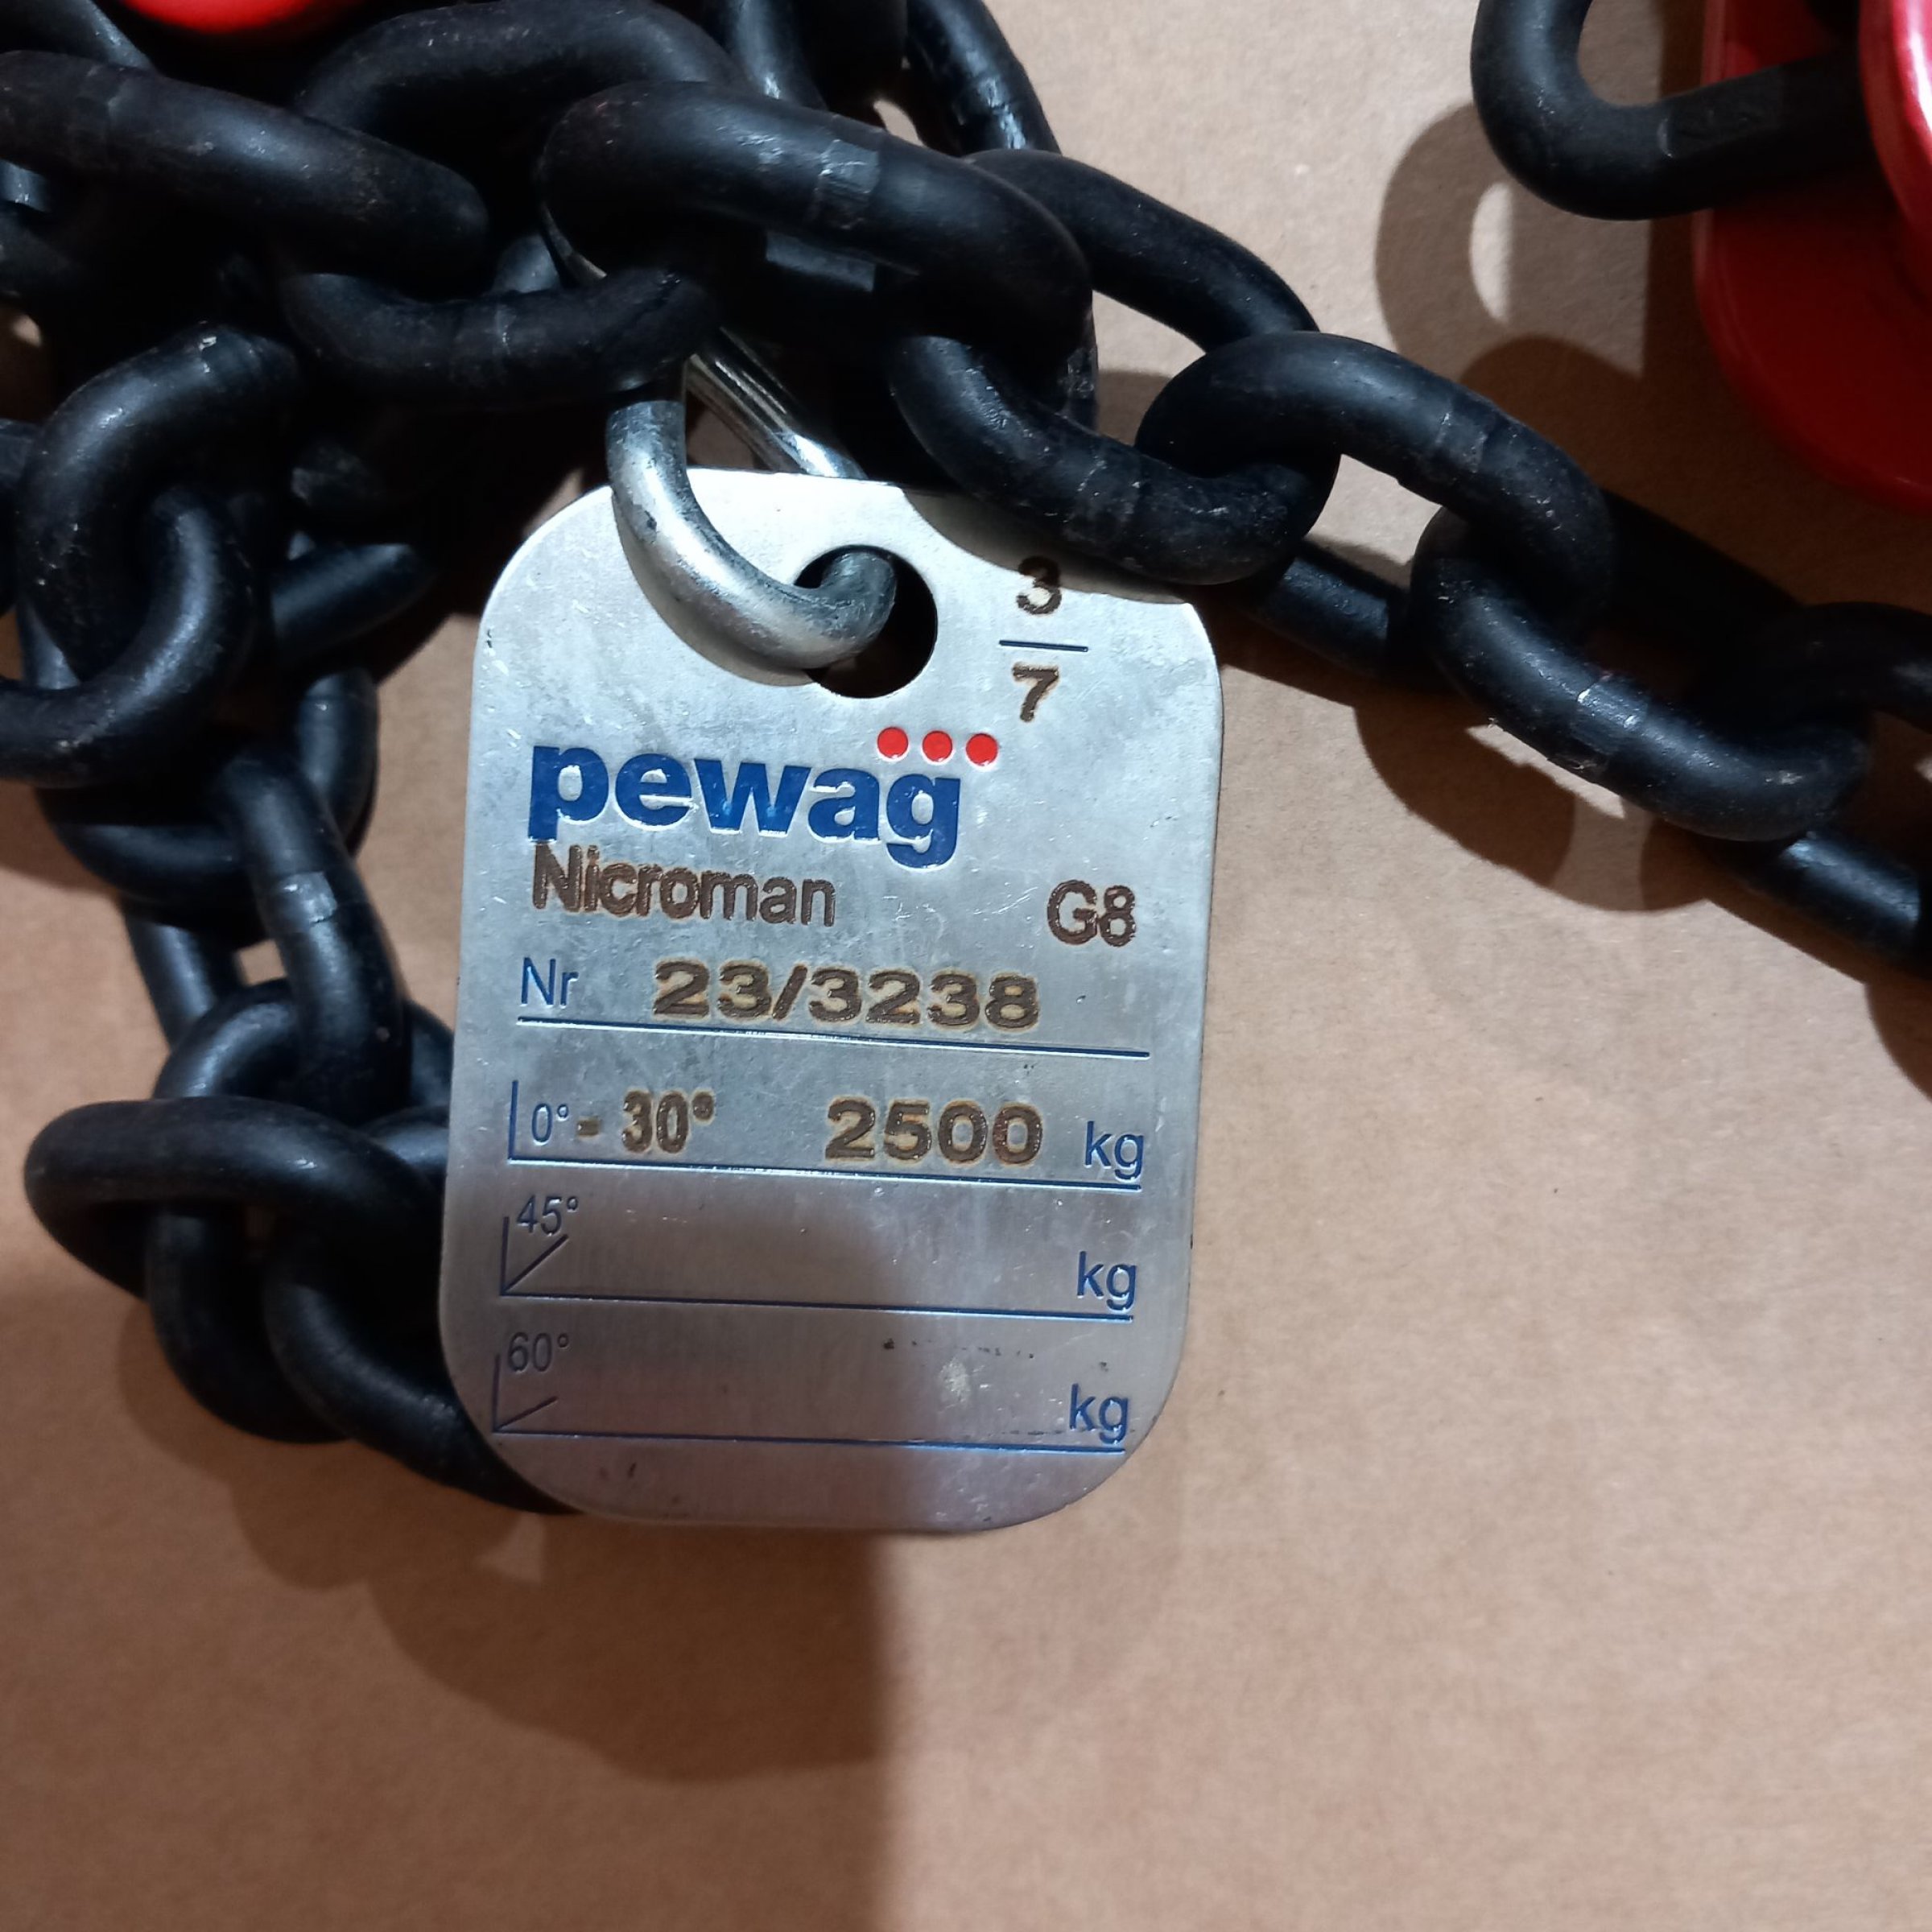 3
7
pewag
Nicroman G8
Nr 23/3238
0° - 30° 2500 kg
45° kg
60° kg